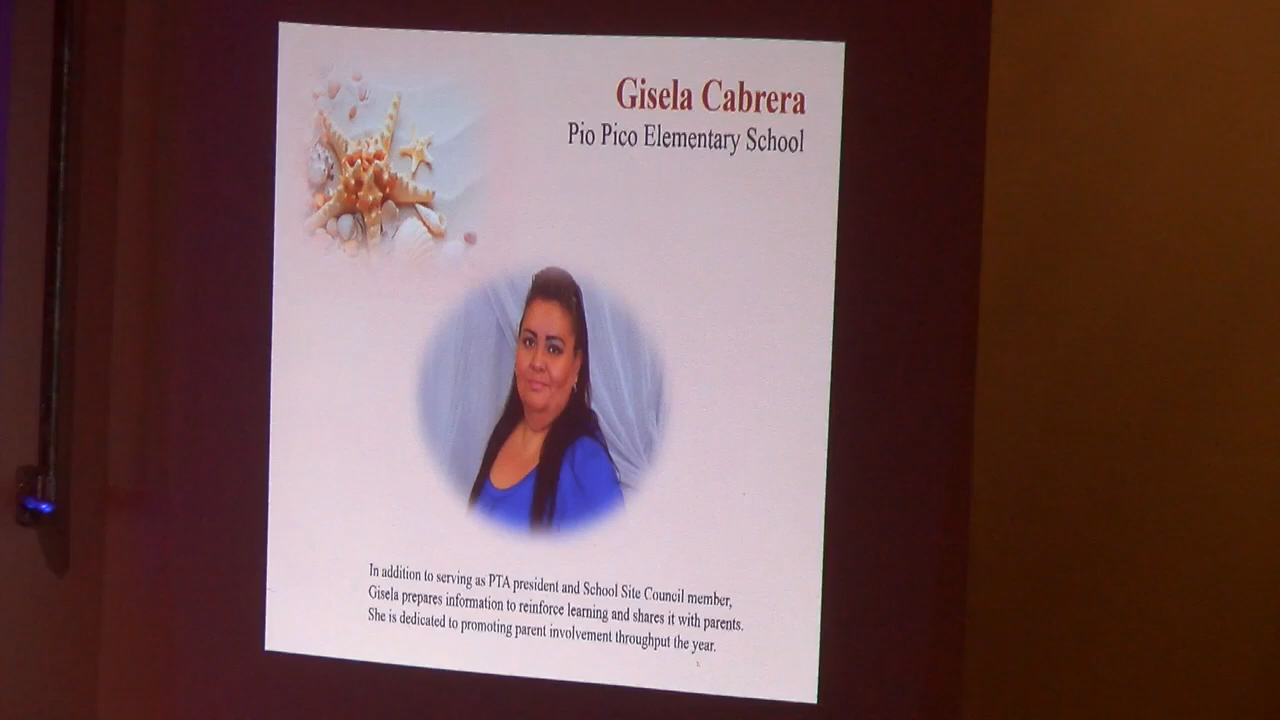 Gisela Cabrera
Pio Pico Elementary School
In addition to serving as PTA president and School Site Council member,
Gisela prepares information to reinforce learning and shares it with parents.
She is dedicated to promoting parent involvement throughput the year.